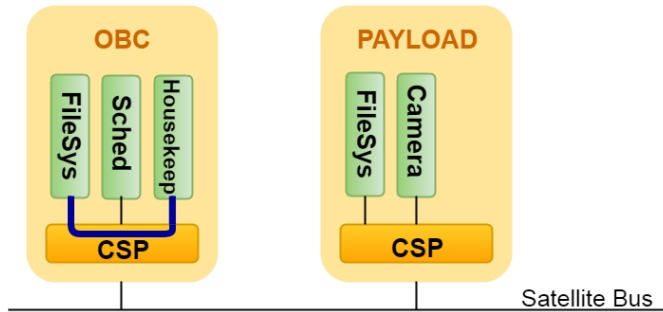 OBC
FileSys
Sched
Housekeep
CSP
PAYLOAD
FileSys
Camera
CSP
Satellite Bus